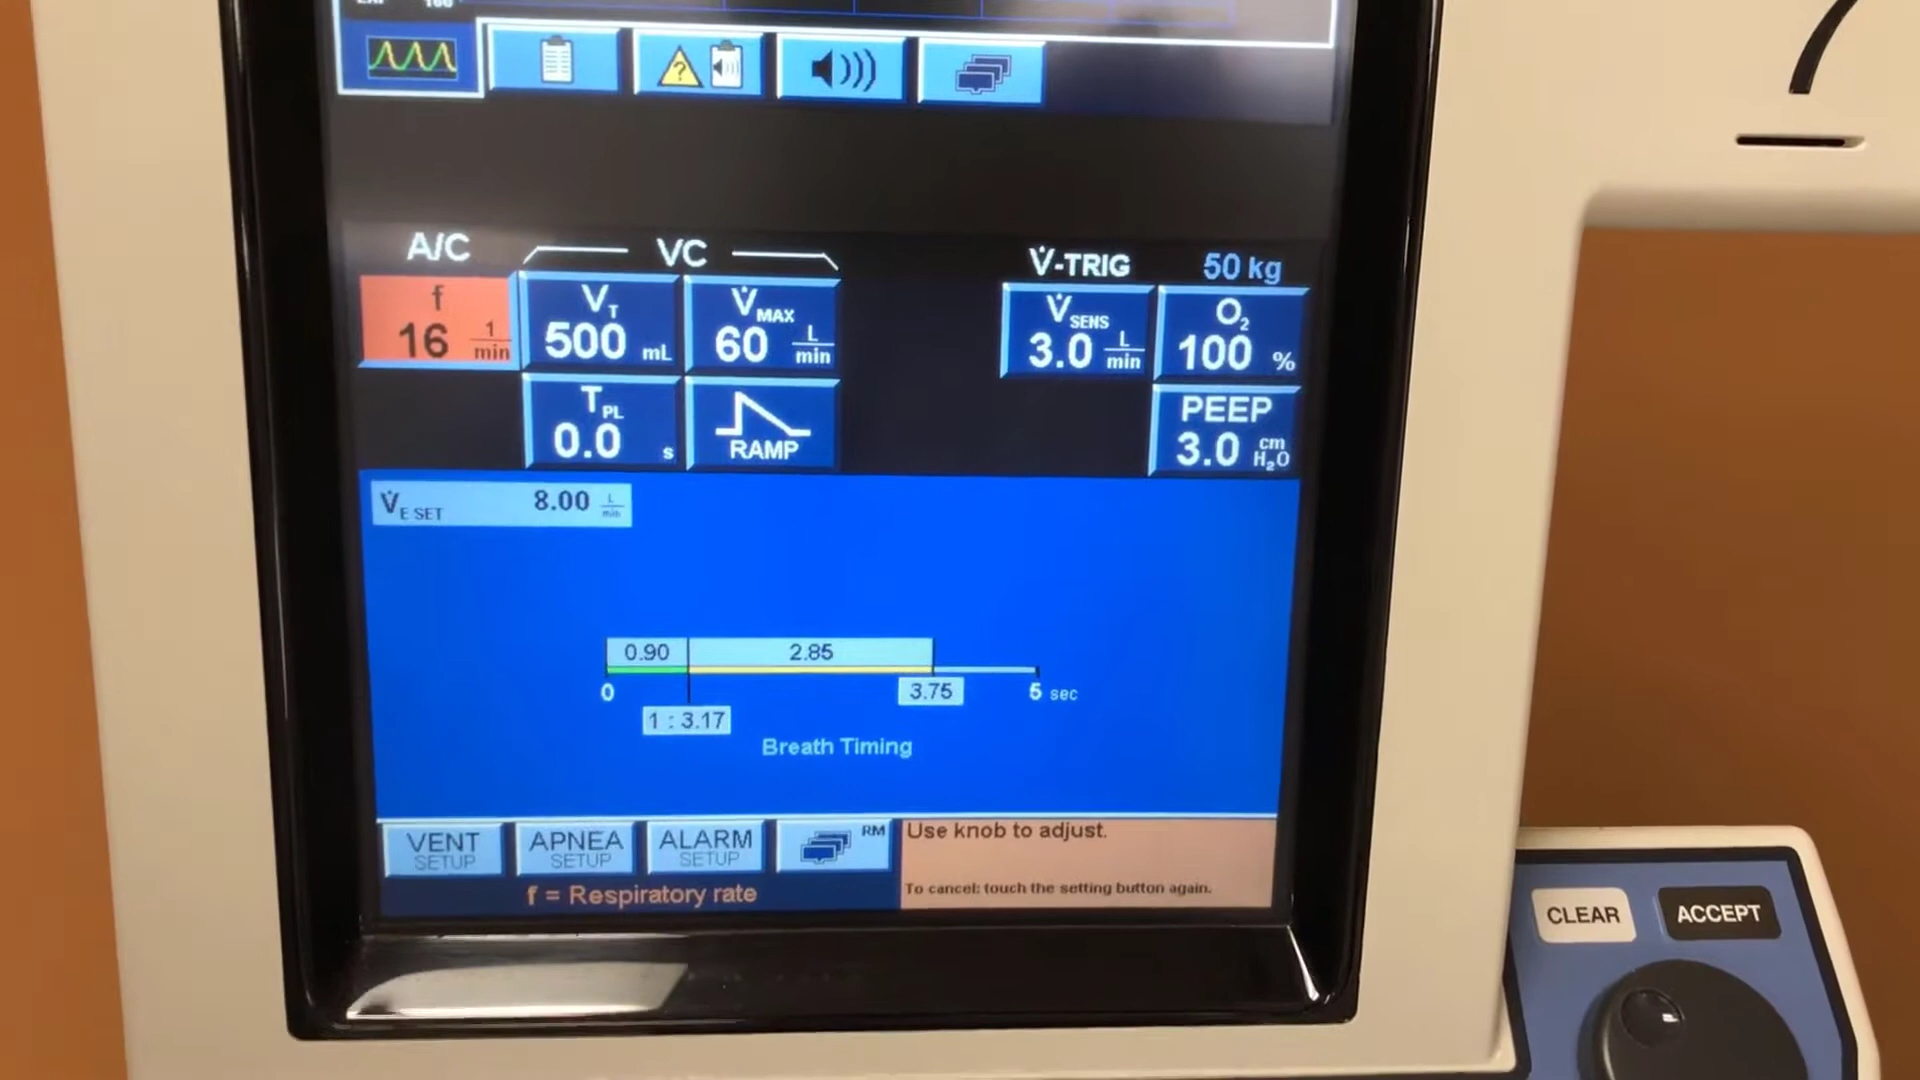 A/C VC V̇-TRIG 50 kg
f VT V̇MAX V̇SENS O2
16 1/min 500 mL 60 L/min 3.0 L/min 100 %
TPL PEEP
0.0 s RAMP 3.0 cm H2O
V̇E SET 8.00 L/min
0.90 2.85
0 3.75 5 sec
1 : 3.17
Breath Timing
VENT SETUP APNEA SETUP ALARM SETUP RM Use knob to adjust.
f = Respiratory rate To cancel: touch the setting button again.
CLEAR ACCEPT